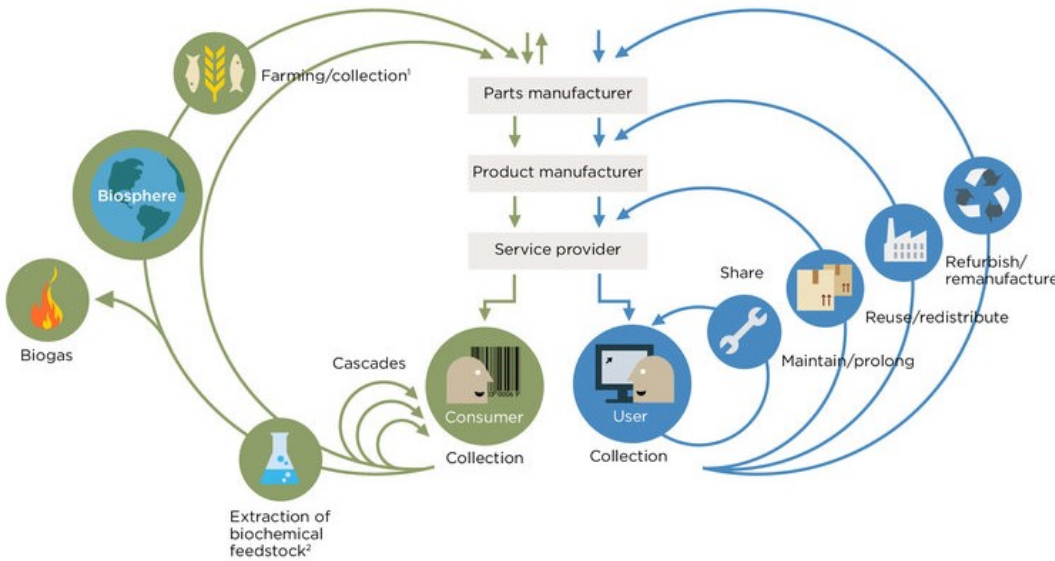 Farming/collection¹
Parts manufacturer
Biosphere
Product manufacturer
Service provider
Share
Refurbish/
remanufacture
Reuse/redistribute
Biogas
Cascades
Maintain/prolong
Consumer
User
Collection
Collection
Extraction of
biochemical
feedstock²